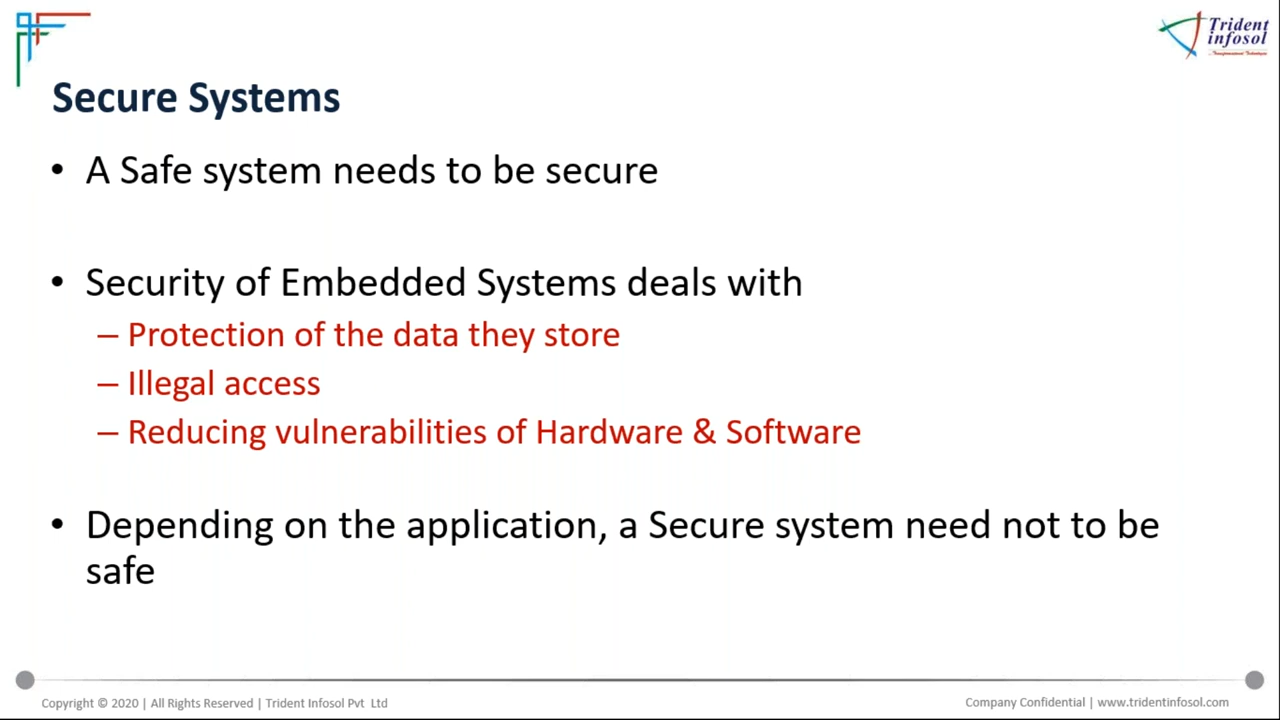 Trident
infosol
Secure Systems
• A Safe system needs to be secure
• Security of Embedded Systems deals with
– Protection of the data they store
– Illegal access
– Reducing vulnerabilities of Hardware & Software
• Depending on the application, a Secure system need not to be
safe
Copyright © 2020 | All Rights Reserved | Trident Infosol Pvt Ltd
Company Confidential | www.tridentinfosol.com